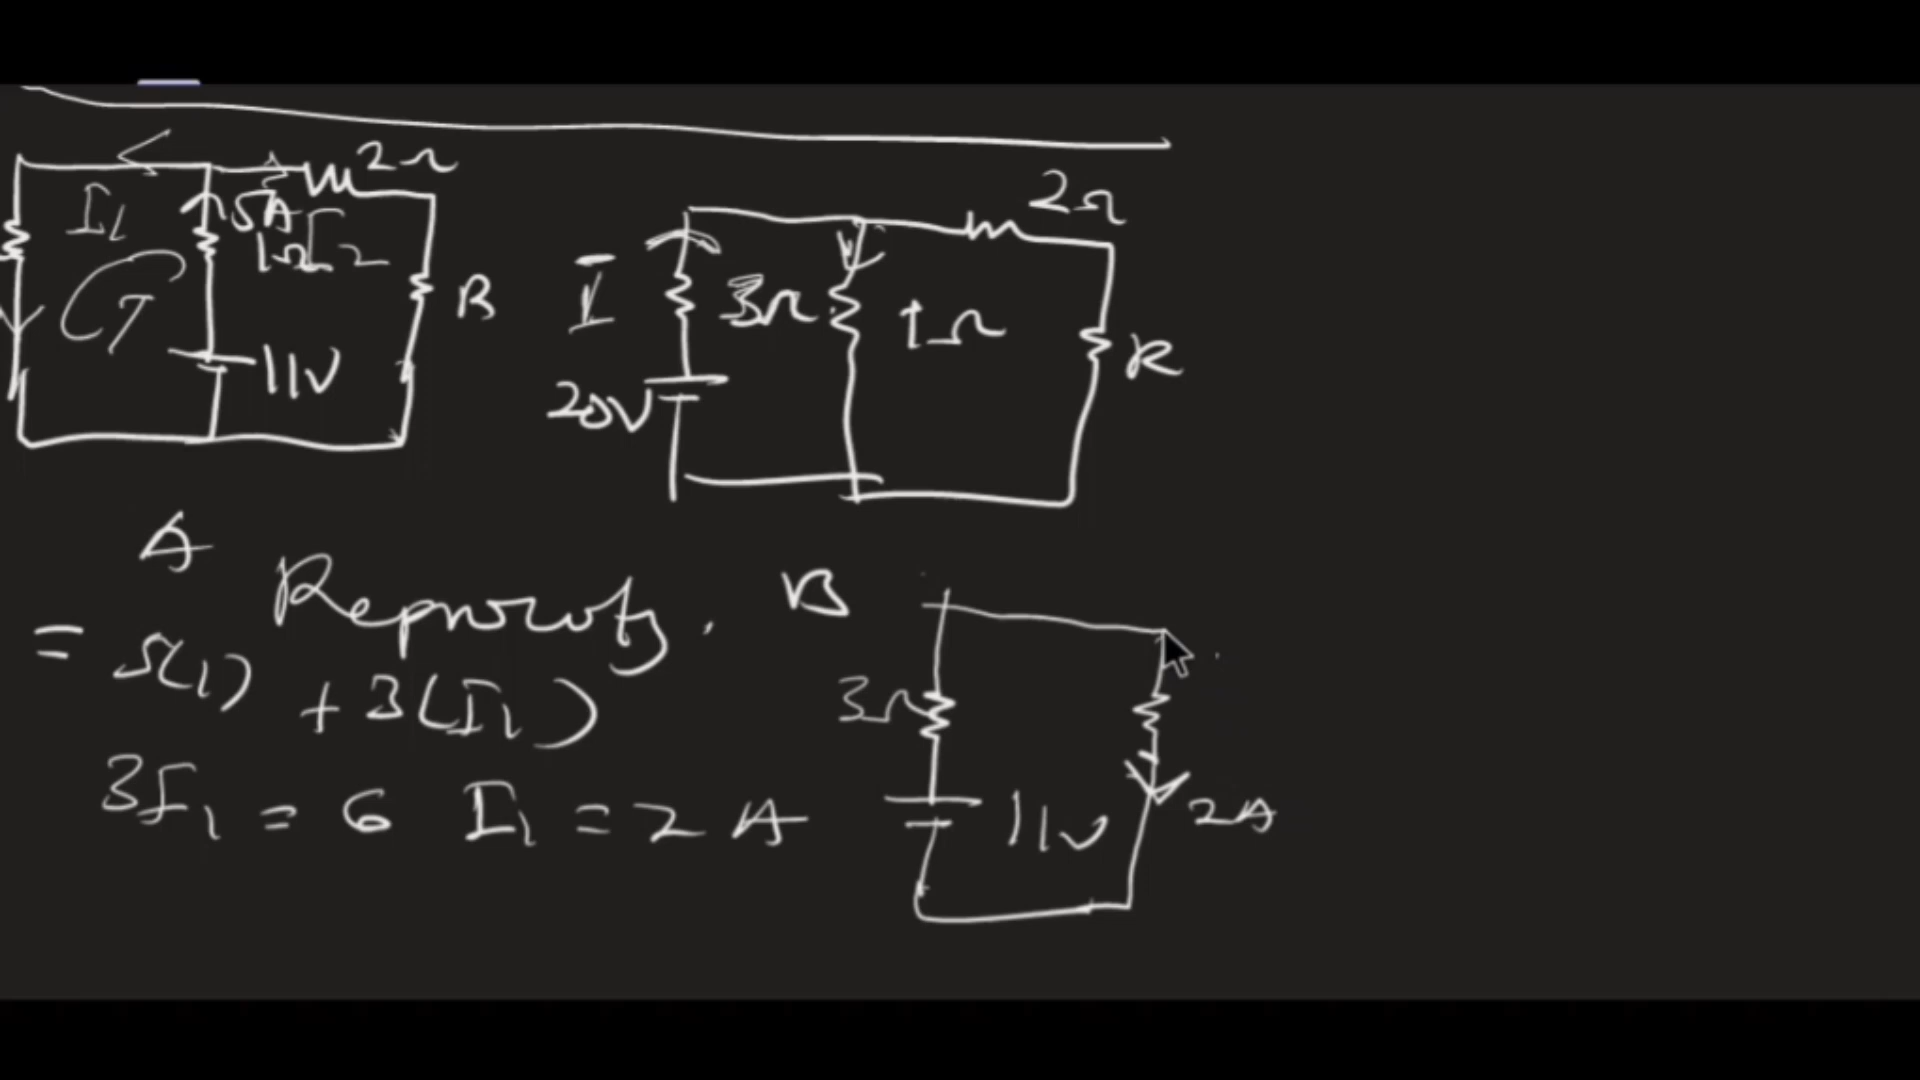 2Ω
I1 5A
1Ω I2
R
11V
2Ω
I 3Ω 1Ω R
20V
A Reprocity. B
= 5(1) + 3(I1)
3I1 = 6 I1 = 2 A
3Ω
11V 2A